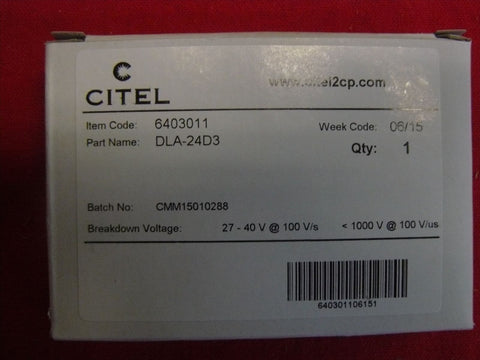 C
CITEL
www.citel2cp.com
Item Code: 6403011
Week Code: 06/15
Part Name: DLA-24D3
Qty: 1
Batch No: CMM15010288
Breakdown Voltage: 27 - 40 V @ 100 V/s < 1000 V @ 100 V/us
640301106151